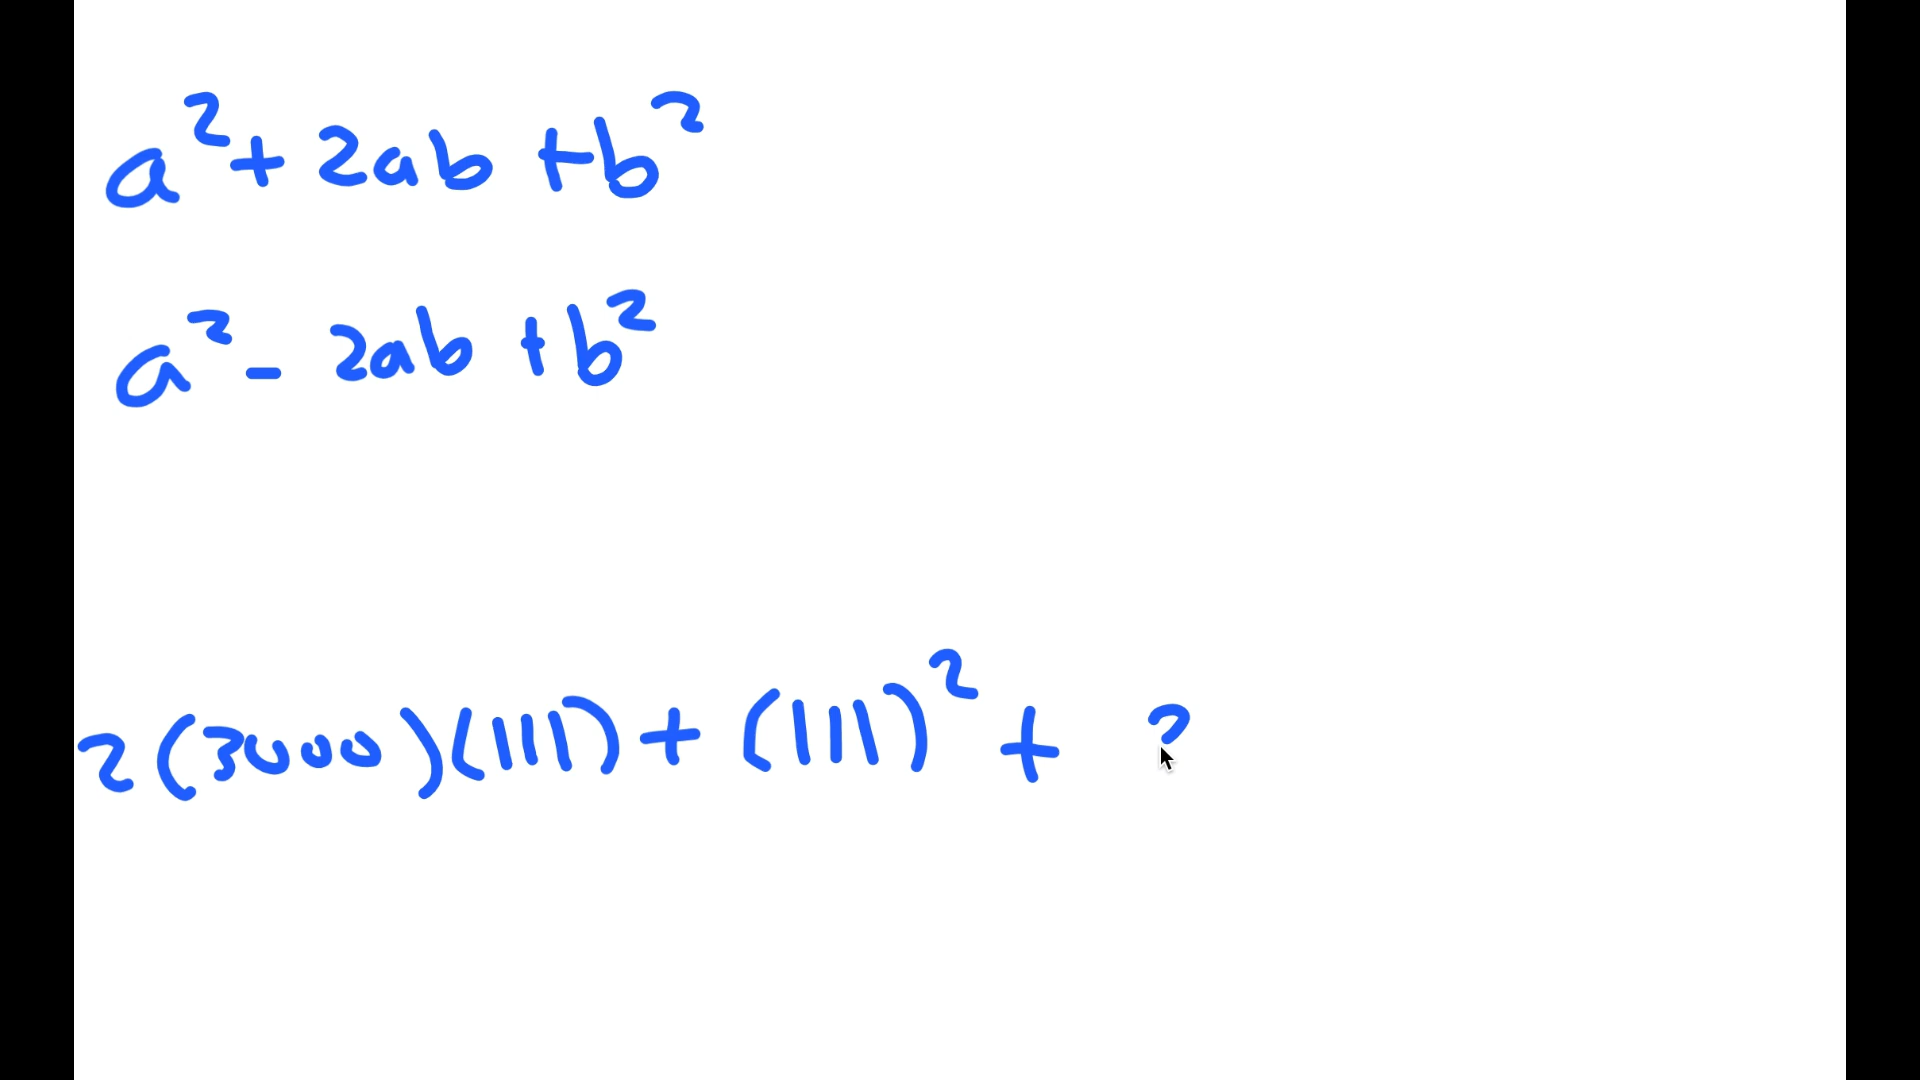 a² + 2ab + b²
a² - 2ab + b²
2(3000)(111) + (111)² + ?